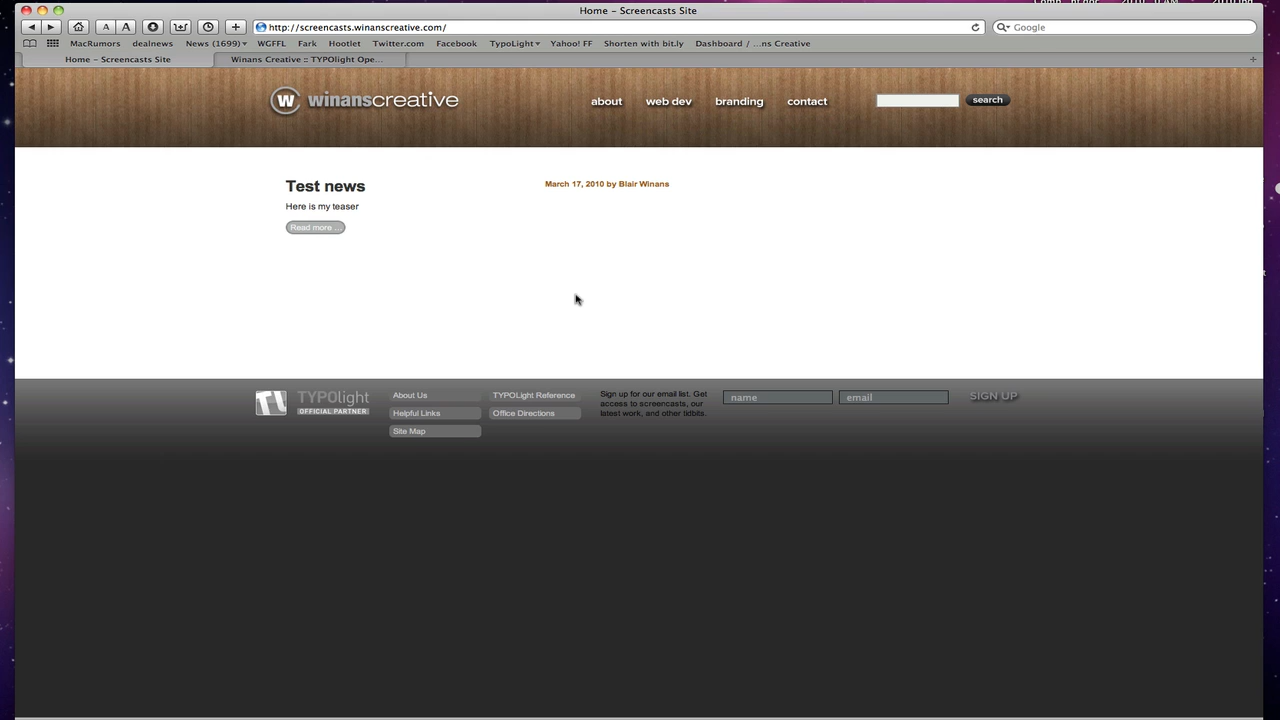 Home – Screencasts Site
http://screencasts.winanscreative.com/
Google
MacRumors dealnews News (1699) WGFFL Fark Hootlet Twitter.com Facebook TypoLight Yahoo! FF Shorten with bit.ly Dashboard / ...ns Creative
Home – Screencasts Site
Winans Creative :: TYPOlight Ope...
W winanscreative
about web dev branding contact
search
Test news
March 17, 2010 by Blair Winans
Here is my teaser
Read more ...
TYPOlight
OFFICIAL PARTNER
About Us
Helpful Links
Site Map
TYPOLight Reference
Office Directions
Sign up for our email list. Get
access to screencasts, our
latest work, and other tidbits.
name
email
SIGN UP